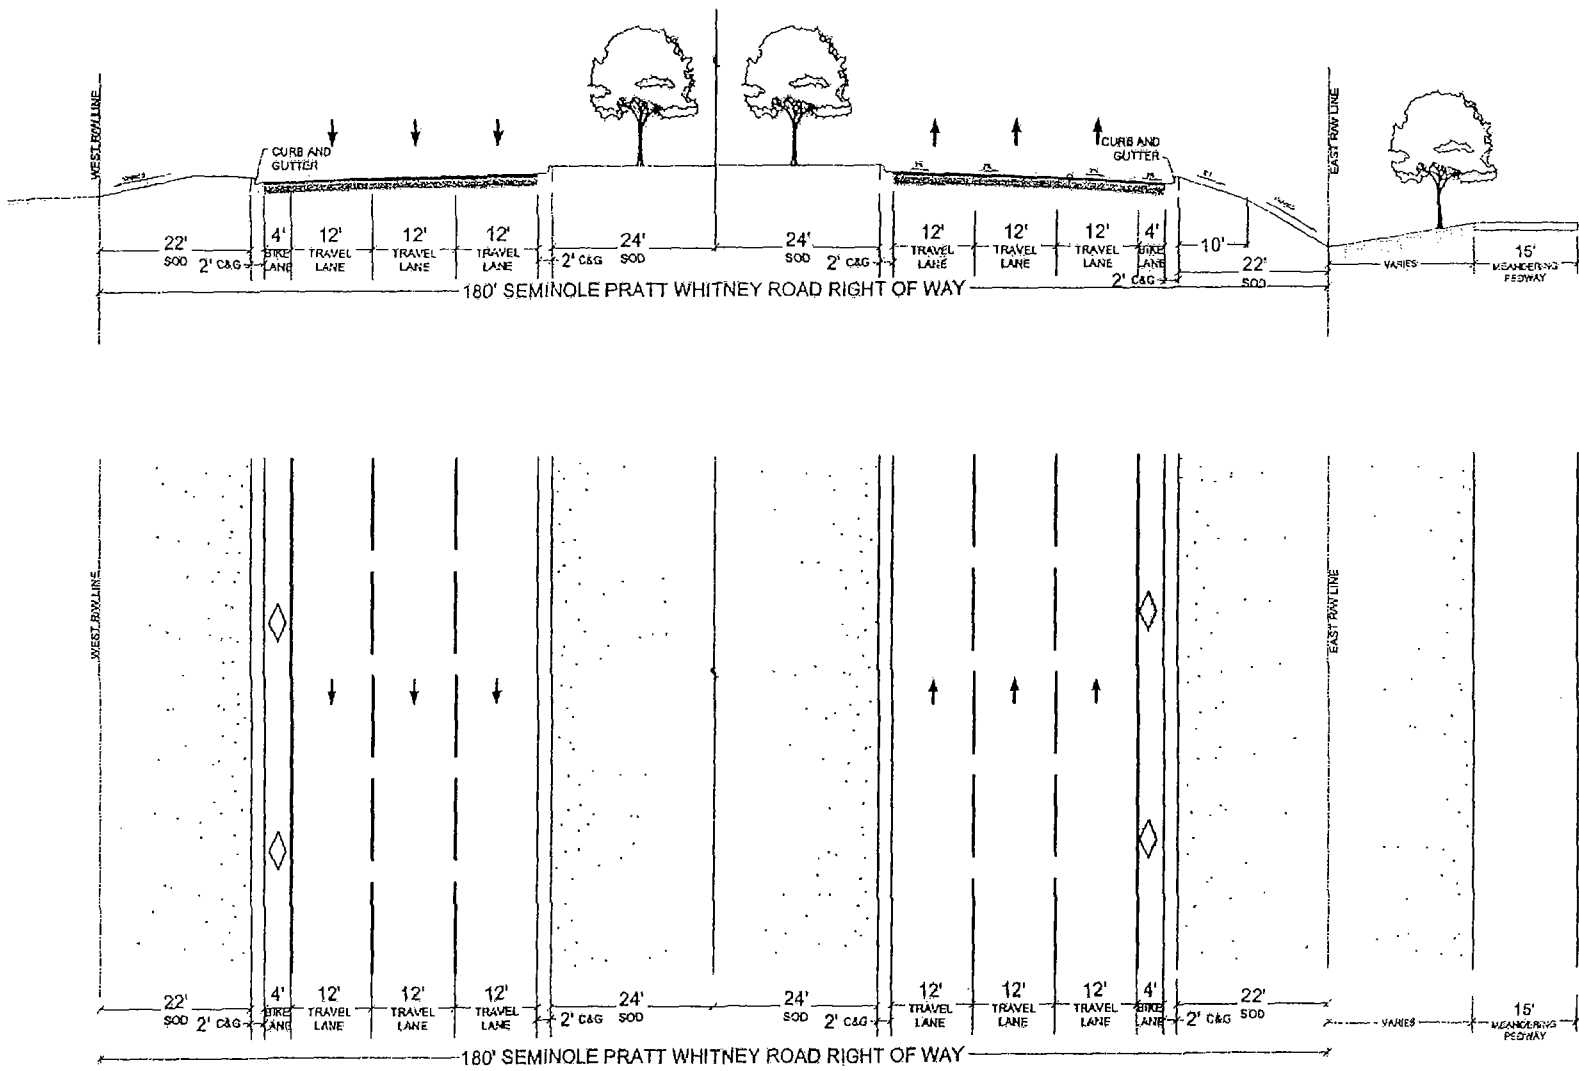 WEST R/W LINE
EAST R/W LINE
CURB AND
GUTTER
CURB AND
GUTTER
22'
SOD
2' C&G
4'
BIKE
LANE
12'
TRAVEL
LANE
12'
TRAVEL
LANE
12'
TRAVEL
LANE
2' C&G
24'
SOD
24'
SOD
2' C&G
12'
TRAVEL
LANE
12'
TRAVEL
LANE
12'
TRAVEL
LANE
4'
BIKE
LANE
2' C&G
10'
22'
SOD
VARIES
15'
MEANDERING
PEDWAY
180' SEMINOLE PRATT WHITNEY ROAD RIGHT OF WAY
WEST R/W LINE
EAST R/W LINE
22'
SOD
2' C&G
4'
BIKE
LANE
12'
TRAVEL
LANE
12'
TRAVEL
LANE
12'
TRAVEL
LANE
2' C&G
24'
SOD
24'
SOD
2' C&G
12'
TRAVEL
LANE
12'
TRAVEL
LANE
12'
TRAVEL
LANE
4'
BIKE
LANE
2' C&G
22'
SOD
VARIES
15'
MEANDERING
PEDWAY
180' SEMINOLE PRATT WHITNEY ROAD RIGHT OF WAY